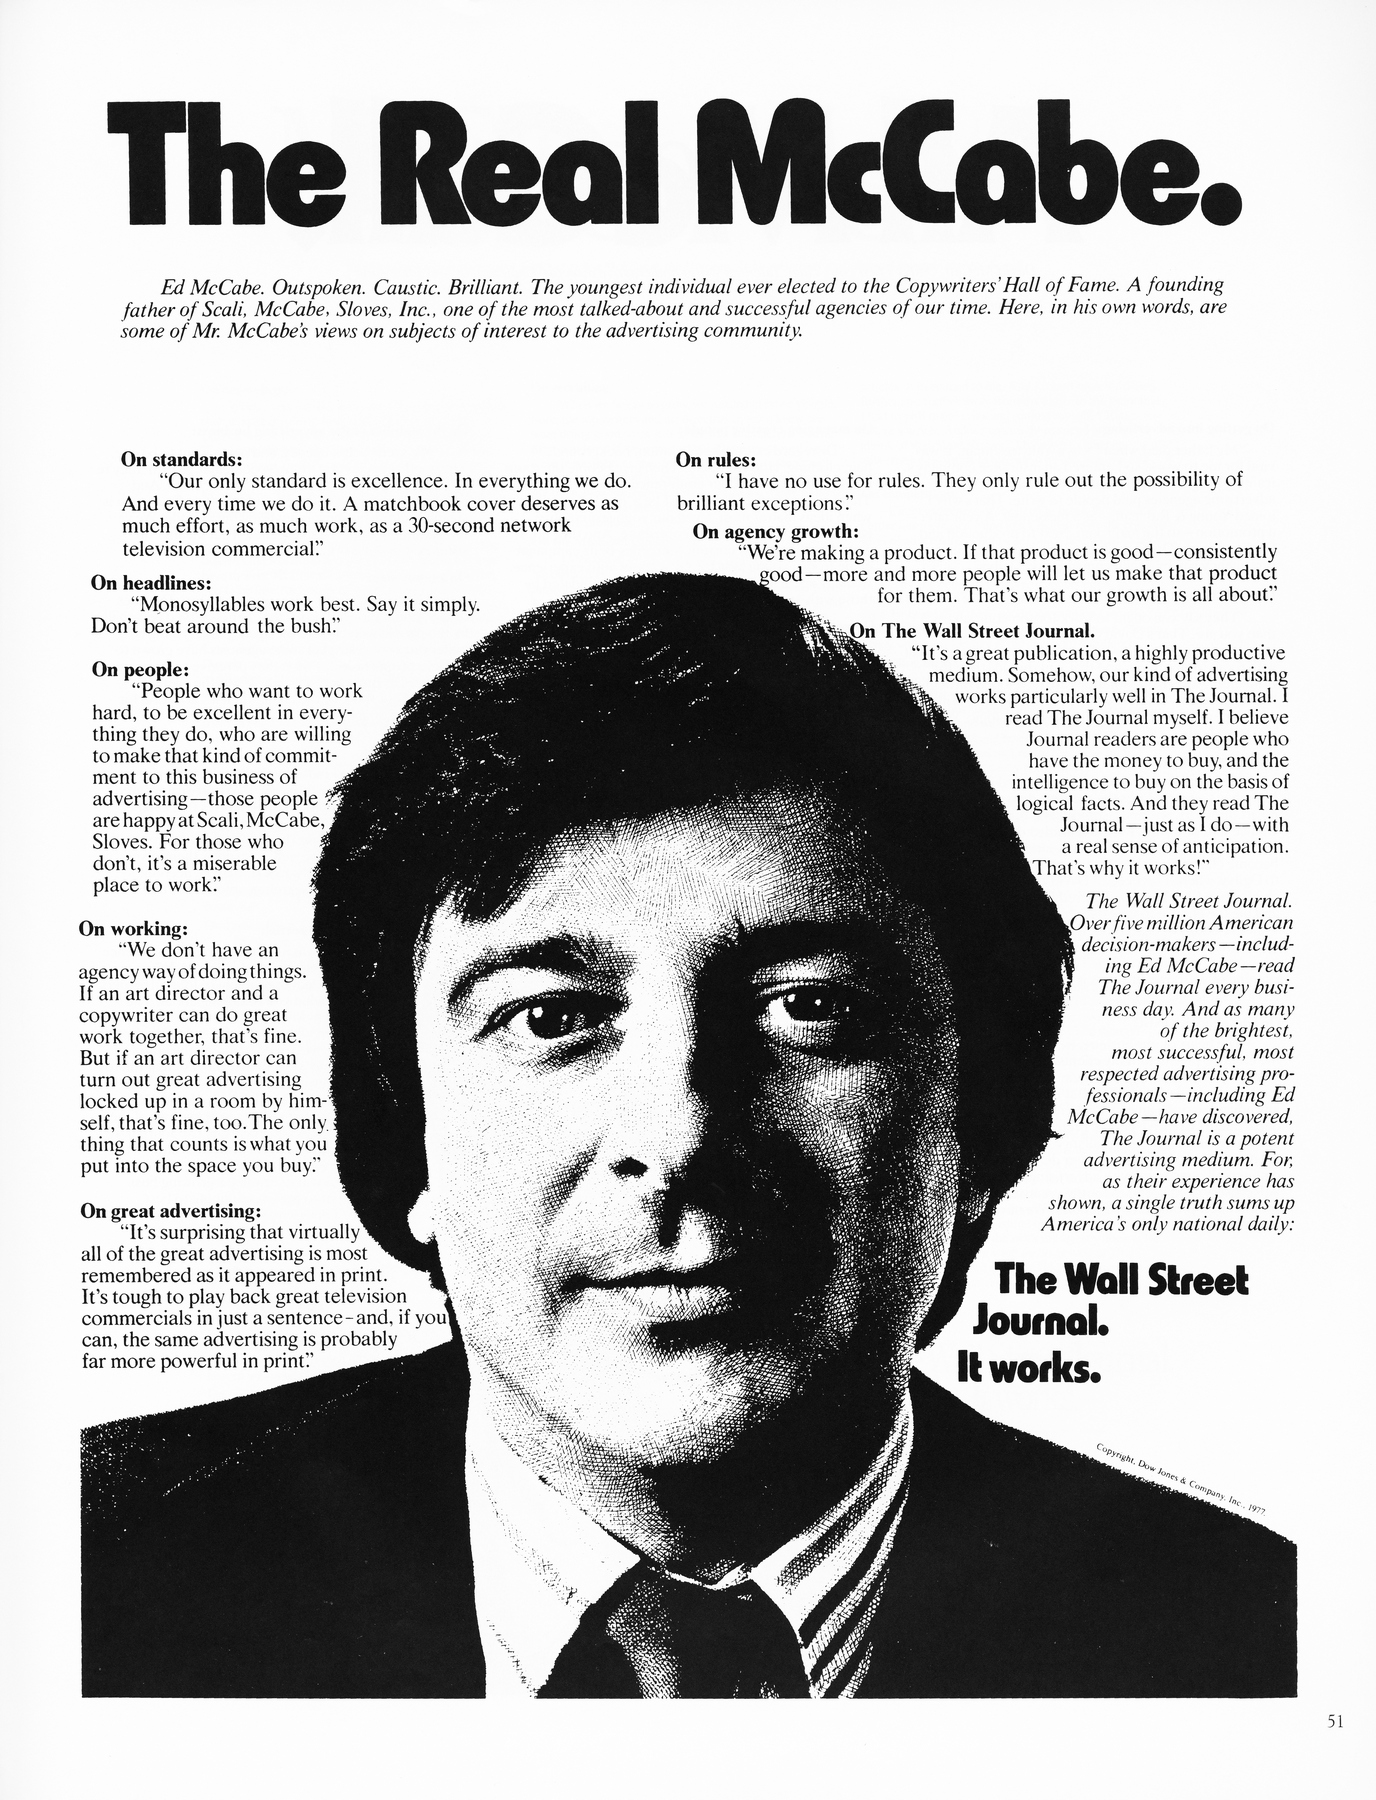 The Real McCabe.
Ed McCabe. Outspoken. Caustic. Brilliant. The youngest individual ever elected to the Copywriters' Hall of Fame. A founding
father of Scali, McCabe, Sloves, Inc., one of the most talked-about and successful agencies of our time. Here, in his own words, are
some of Mr. McCabe's views on subjects of interest to the advertising community.
On standards:
“Our only standard is excellence. In everything we do.
And every time we do it. A matchbook cover deserves as
much effort, as much work, as a 30-second network
television commercial.”
On headlines:
“Monosyllables work best. Say it simply.
Don't beat around the bush.”
On people:
“People who want to work
hard, to be excellent in every-
thing they do, who are willing
to make that kind of commit-
ment to this business of
advertising—those people
are happy at Scali, McCabe,
Sloves. For those who
don't, it's a miserable
place to work.”
On working:
“We don't have an
agency way of doing things.
If an art director and a
copywriter can do great
work together, that's fine.
But if an art director can
turn out great advertising
locked up in a room by him-
self, that's fine, too. The only
thing that counts is what you
put into the space you buy.”
On great advertising:
“It's surprising that virtually
all of the great advertising is most
remembered as it appeared in print.
It's tough to play back great television
commercials in just a sentence–and, if you
can, the same advertising is probably
far more powerful in print.”
On rules:
“I have no use for rules. They only rule out the possibility of
brilliant exceptions.”
On agency growth:
“We're making a product. If that product is good—consistently
good—more and more people will let us make that product
for them. That's what our growth is all about.”
On The Wall Street Journal.
“It's a great publication, a highly productive
medium. Somehow, our kind of advertising
works particularly well in The Journal. I
read The Journal myself. I believe
Journal readers are people who
have the money to buy, and the
intelligence to buy on the basis of
logical facts. And they read The
Journal—just as I do—with
a real sense of anticipation.
That's why it works!”
The Wall Street Journal.
Over five million American
decision-makers—includ-
ing Ed McCabe—read
The Journal every busi-
ness day. And as many
of the brightest,
most successful, most
respected advertising pro-
fessionals—including Ed
McCabe—have discovered,
The Journal is a potent
advertising medium. For,
as their experience has
shown, a single truth sums up
America's only national daily:
The Wall Street
Journal.
It works.
Copyright, Dow Jones & Company, Inc., 1977.
51